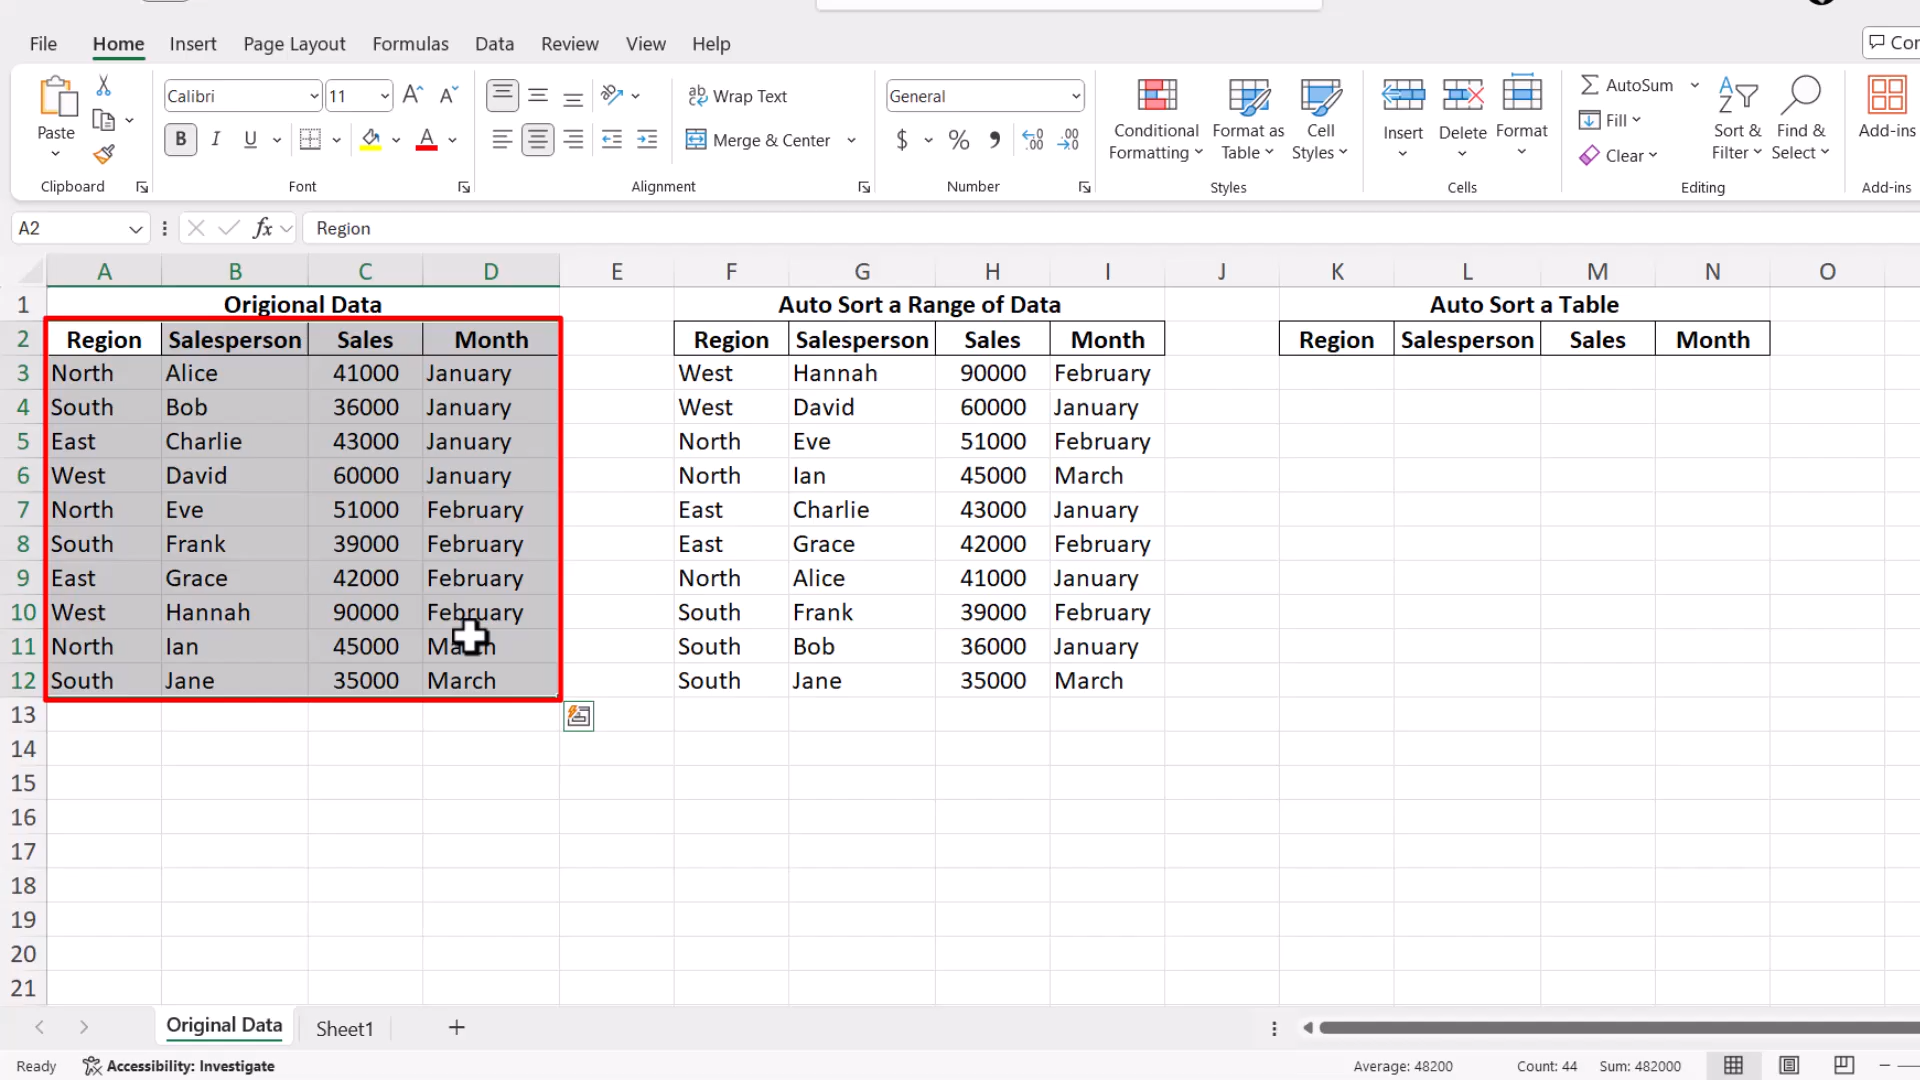 File Home Insert Page Layout Formulas Data Review View Help Cor
Calibri 11 ab Wrap Text General AutoSum
Paste B I U A Merge & Center $ % , Conditional Formatting Format as Table Cell Styles Insert Delete Format Fill Clear Sort & Filter Find & Select Add-ins
Clipboard Font Alignment Number Styles Cells Editing Add-ins
A2 fx Region
A B C D E F G H I J K L M N O
1 Origional Data Auto Sort a Range of Data Auto Sort a Table
2 Region Salesperson Sales Month Region Salesperson Sales Month Region Salesperson Sales Month
3 North Alice 41000 January West Hannah 90000 February
4 South Bob 36000 January West David 60000 January
5 East Charlie 43000 January North Eve 51000 February
6 West David 60000 January North Ian 45000 March
7 North Eve 51000 February East Charlie 43000 January
8 South Frank 39000 February East Grace 42000 February
9 East Grace 42000 February North Alice 41000 January
10 West Hannah 90000 February South Frank 39000 February
11 North Ian 45000 March South Bob 36000 January
12 South Jane 35000 March South Jane 35000 March
13
14
15
16
17
18
19
20
21
Original Data Sheet1 +
Ready Accessibility: Investigate Average: 48200 Count: 44 Sum: 482000